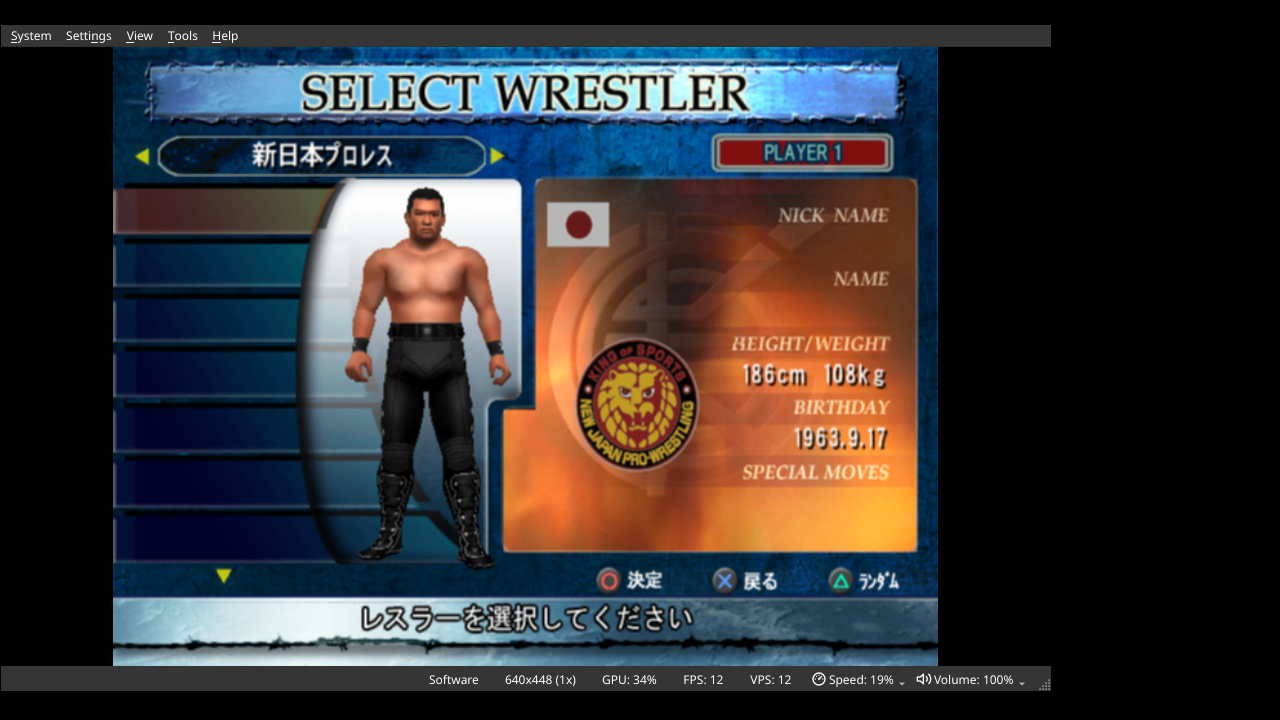 System Settings View Tools Help
SELECT WRESTLER
新日本プロレス
PLAYER 1
NICK NAME
NAME
HEIGHT/WEIGHT
186cm 108kg
BIRTHDAY
1963.9.17
SPECIAL MOVES
KING OF SPORTS
NEW JAPAN PRO-WRESTLING
決定 戻る ランダム
レスラーを選択してください
Software 640x448 (1x) GPU: 34% FPS: 12 VPS: 12 Speed: 19% Volume: 100%